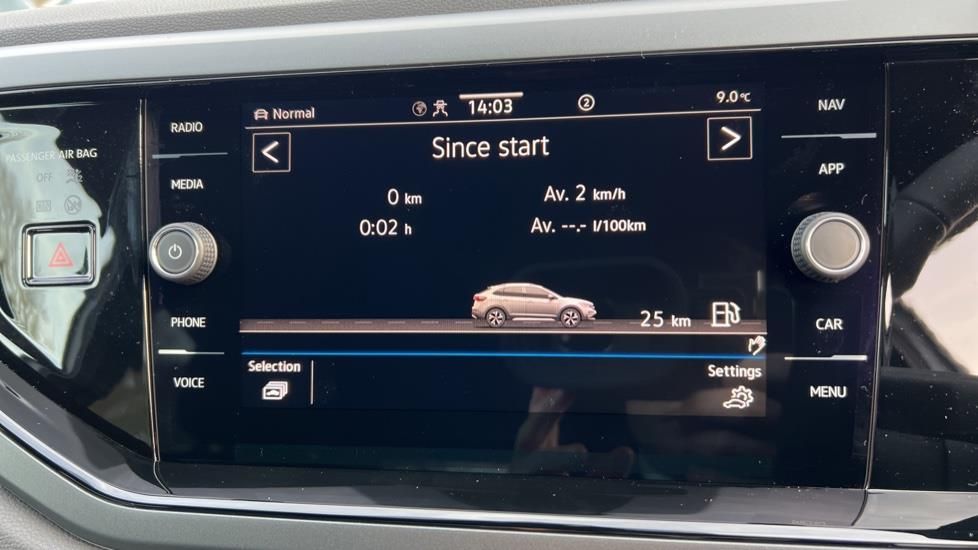 PASSENGER AIR BAG
OFF
RADIO
MEDIA
PHONE
VOICE
Normal
14:03
2
9.0°C
<
Since start
>
0 km
Av. 2 km/h
0:02 h
Av. --.- l/100km
25 km
Selection
Settings
NAV
APP
CAR
MENU